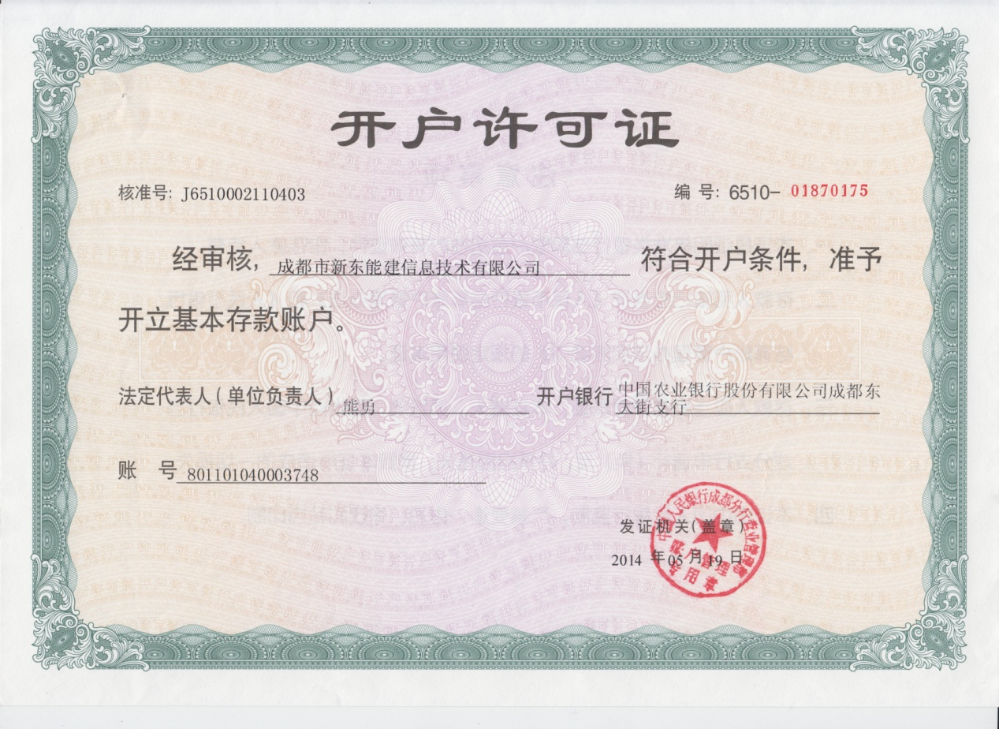 开户许可证
核准号: J6510002110403
编 号: 6510- 01870175
经审核, 成都市新东能建信息技术有限公司 符合开户条件, 准予
开立基本存款账户。
法定代表人(单位负责人) 熊勇
开户银行 中国农业银行股份有限公司成都东
大街支行
账 号 801101040003748
发证机关(盖章)
2014 年 05 月 19 日
中国人民银行成都分行营业管理部
账户管理
专用章